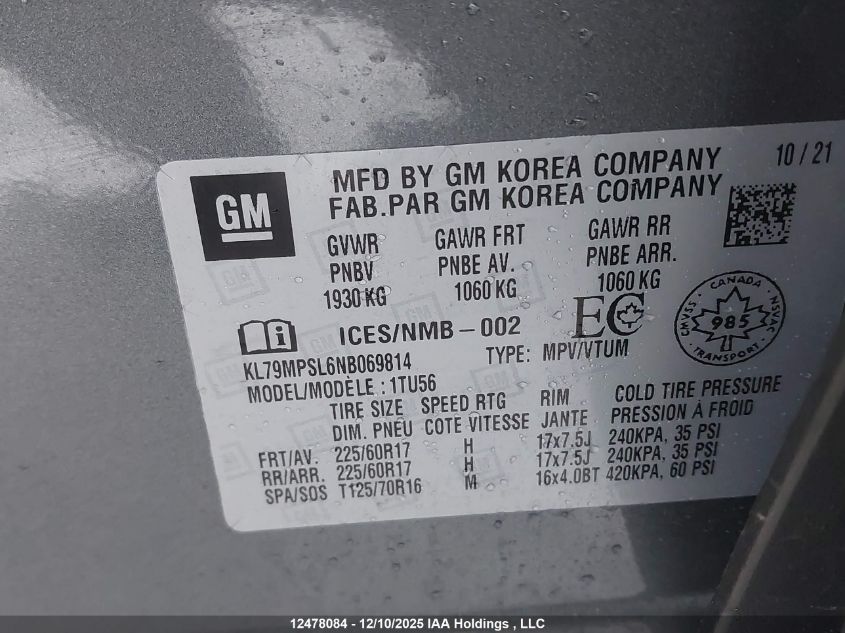 GM
MFD BY GM KOREA COMPANY 10 / 21
FAB.PAR GM KOREA COMPANY
GVWR GAWR FRT GAWR RR
PNBV PNBE AV. PNBE ARR.
1930 KG 1060 KG 1060 KG
ICES/NMB-002 EC
CANADA
CMVSS 985 NSVAC
TRANSPORT
KL79MPSL6NB069814 TYPE: MPV/VTUM
MODEL/MODÈLE : 1TU56
TIRE SIZE SPEED RTG RIM COLD TIRE PRESSURE
DIM. PNEU COTE VITESSE JANTE PRESSION À FROID
FRT/AV. 225/60R17 H 17x7.5J 240KPA, 35 PSI
RR/ARR. 225/60R17 H 17x7.5J 240KPA, 35 PSI
SPA/SOS T125/70R16 M 16x4.0BT 420KPA, 60 PSI
12478084 - 12/10/2025 IAA Holdings , LLC